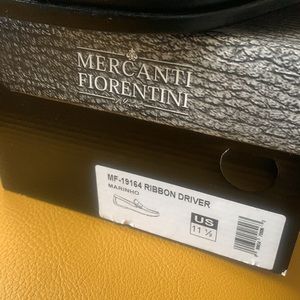 MERCANTI
FIORENTINI
MF-19164 RIBBON DRIVER
MARINHO
US
11 ½